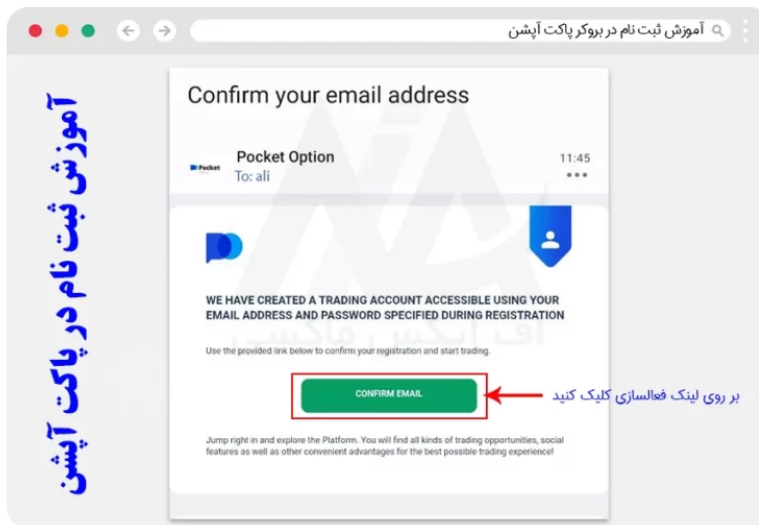 آموزش ثبت نام در بروکر پاکت آپشن
آموزش ثبت نام در پاکت آپشن
Confirm your email address
Pocket
Pocket Option
11:45
To: ali
WE HAVE CREATED A TRADING ACCOUNT ACCESSIBLE USING YOUR
EMAIL ADDRESS AND PASSWORD SPECIFIED DURING REGISTRATION
اف ایکس ماکسی
Use the provided link below to confirm your registration and start trading.
CONFIRM EMAIL
بر روی لینک فعالسازی کلیک کنید
Jump right in and explore the Platform. You will find all kinds of trading opportunities, social
features as well as other convenient advantages for the best possible trading experience!